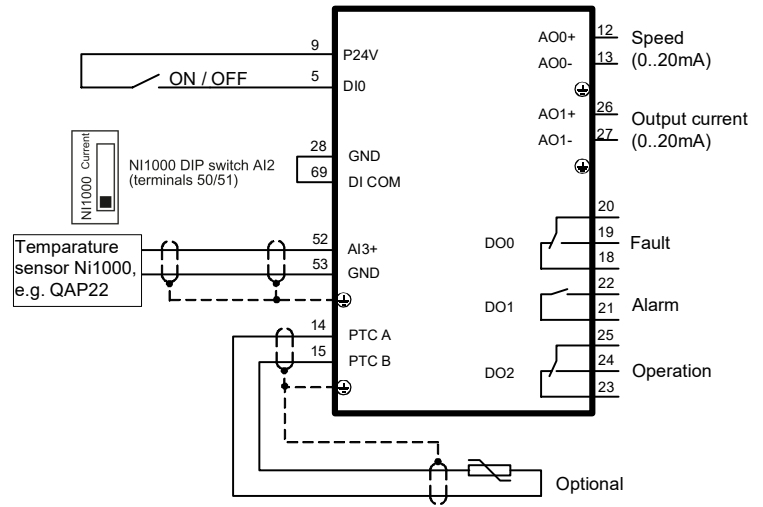 9 P24V
ON / OFF 5 DI0
NI1000 Current
NI1000 DIP switch AI2
(terminals 50/51)
28 GND
69 DI COM
Temparature
sensor Ni1000,
e.g. QAP22
52 AI3+
53 GND
14 PTC A
15 PTC B
AO0+ 12 Speed
AO0- 13 (0..20mA)
AO1+ 26 Output current
AO1- 27 (0..20mA)
20
DO0 19 Fault
18
22
DO1 21 Alarm
25
DO2 24 Operation
23
Optional